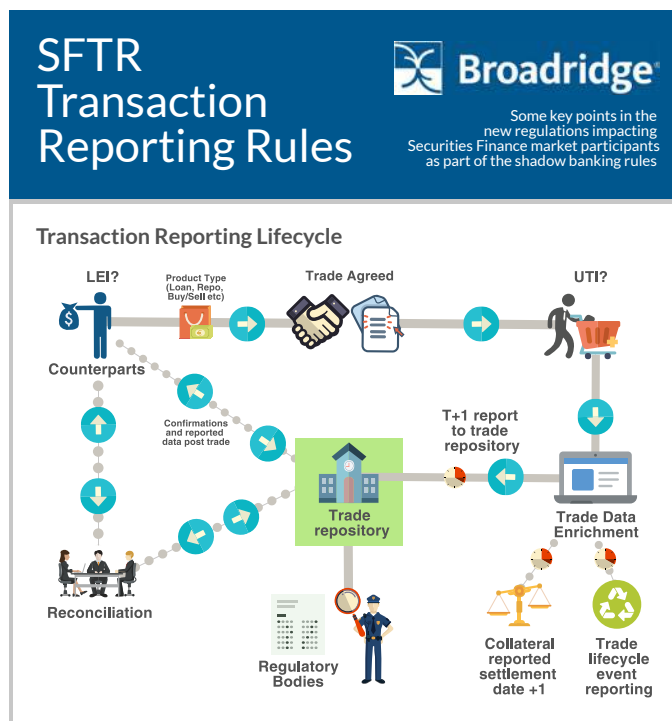 SFTR
Transaction
Reporting Rules
Broadridge®
Some key points in the
new regulations impacting
Securities Finance market participants
as part of the shadow banking rules
Transaction Reporting Lifecycle
LEI?
Product Type
(Loan, Repo,
Buy/Sell etc)
Trade Agreed
UTI?
$
Counterparts
Confirmations
and reported
data post trade
T+1 report
to trade
repository
Trade
repository
Trade Data
Enrichment
Reconciliation
Regulatory
Bodies
Collateral
reported
settlement
date +1
Trade
lifecycle
event
reporting